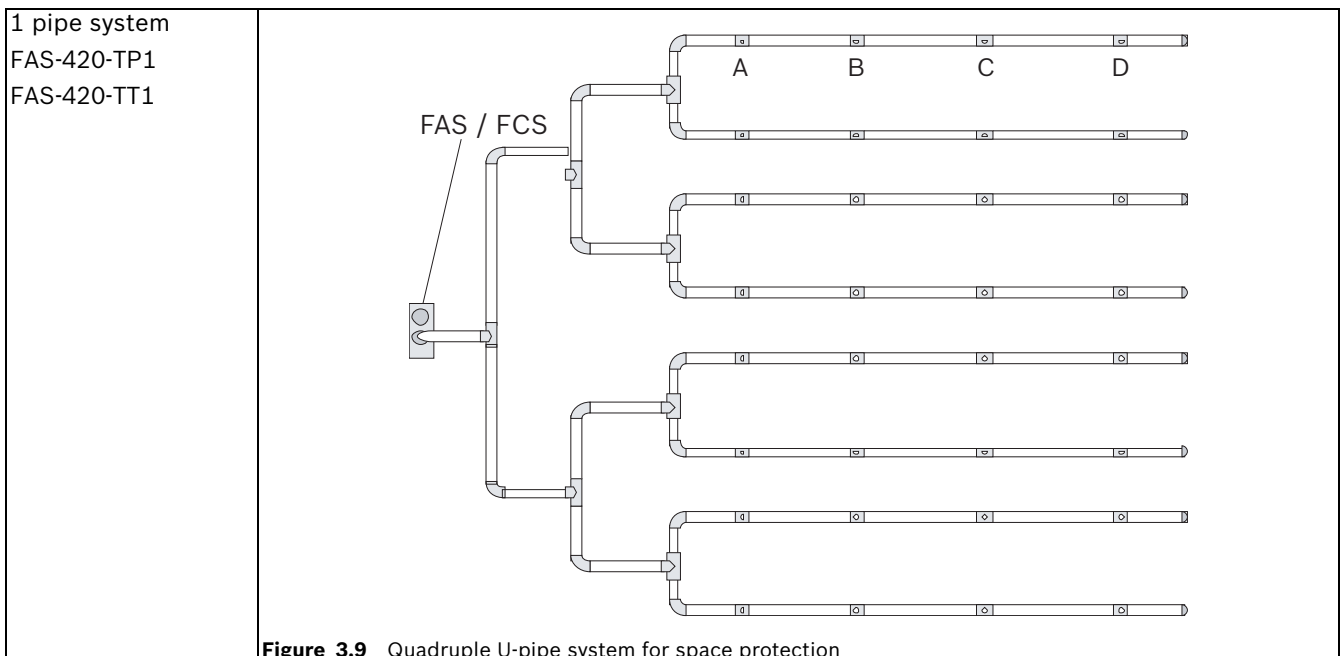 1 pipe system
FAS-420-TP1
FAS-420-TT1
A B C D
FAS / FCS
Figure 3.9 Quadruple U-pipe system for space protection